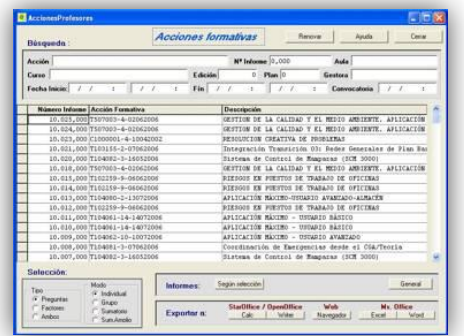 AccionesProfesores
Acciones formativas
Renovar Ayuda Cerrar
Búsqueda :
Acción Nº Informe 0,000 Aula
Curso Edición 0 Plan 0 Gestora
Fecha Inicio: / / : Fin / / : Convocatoria / /
Número Informe Acción Formativa Descripción
10.025,000 T507003-4-02062006 GESTION DE LA CALIDAD Y EL MEDIO AMBIENTE. APLICACIÓN
10.024,000 T507003-4-02062006 GESTION DE LA CALIDAD Y EL MEDIO AMBIENTE. APLICACIÓN
10.023,000 C1000001-4-10042002 RESOLUCION CREATIVA DE PROBLEMAS
10.021,000 T103155-2-07062006 Integración Transición 03: Redes Generales de Plan
10.020,000 T104082-3-16052006 Sistema de Control de Mamparas (SCM 3000)
10.018,000 T507003-4-02062006 GESTION DE LA CALIDAD Y EL MEDIO AMBIENTE. APLICACIÓN
10.015,000 T102259-9-06062006 RIESGOS EN PUESTOS DE TRABAJO DE OFICINAS
10.014,000 T102259-9-06062006 RIESGOS EN PUESTOS DE TRABAJO DE OFICINAS
10.013,000 T104080-2-13072006 APLICACIÓN MÁXIMO-USUARIO AVANZADO-ALMACÉN
10.012,000 T102259-9-06062006 RIESGOS EN PUESTOS DE TRABAJO DE OFICINAS
10.011,000 T104061-14-14072006 APLICACIÓN MÁXIMO - USUARIO BÁSICO
10.010,000 T104061-14-14072006 APLICACIÓN MÁXIMO - USUARIO BÁSICO
10.009,000 T104062-10-10072006 APLICACIÓN MÁXIMO - USUARIO AVANZADO
10.008,000 T104081-3-07062006 Coordinación de Emergencias desde el COA/Teoría
10.007,000 T104082-3-16052006 Sistema de Control de Mamparas (SCM 3000)
Selección:
Tipo
Preguntas
Factores
Ambos
Modo
Individual
Grupo
Sumatorio
Sum.Amplio
Informes: Según selección General
Exportar a:
StarOffice / OpenOffice Web Ms. Office
Calc Writer Navegador Excel Word